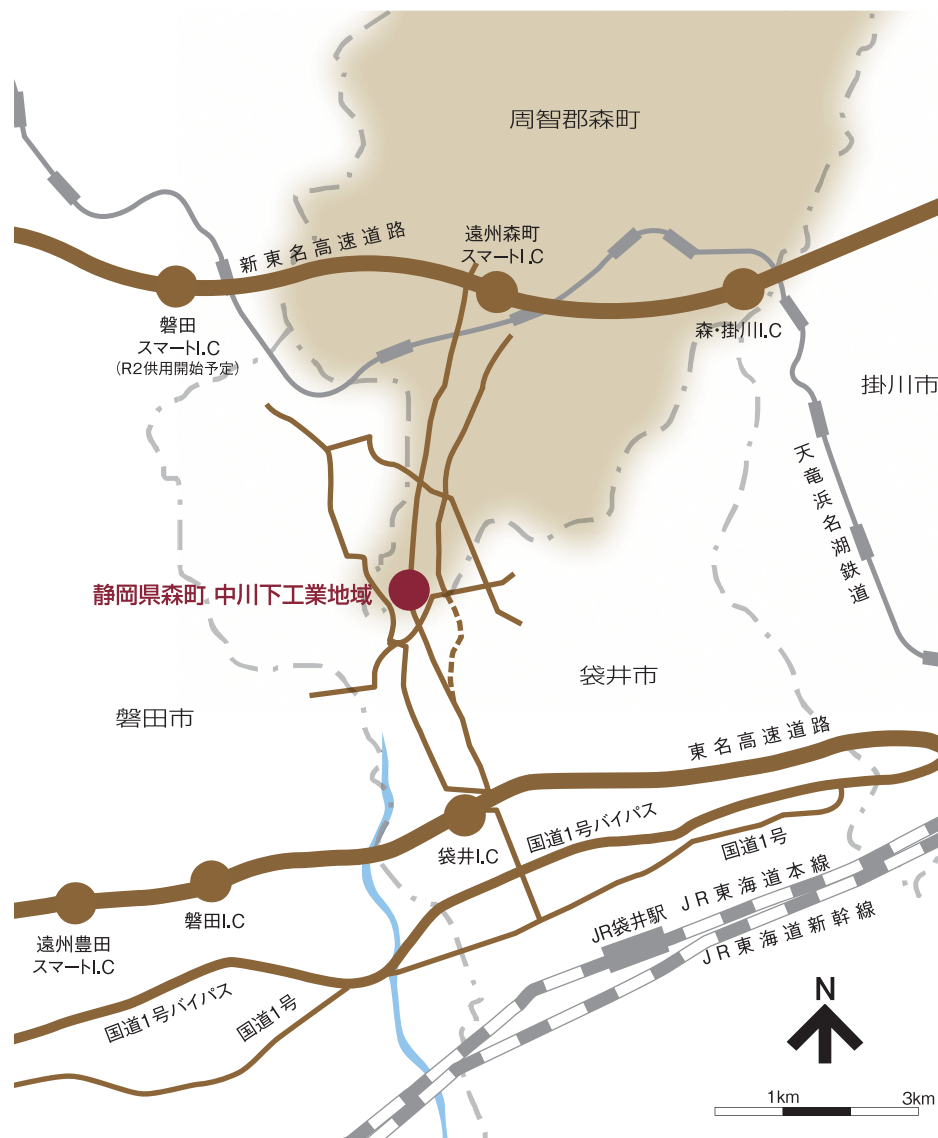 周智郡森町
新東名高速道路
遠州森町
スマートI.C
磐田
スマートI.C
(R2供用開始予定)
森・掛川I.C
掛川市
天竜浜名湖鉄道
静岡県森町 中川下工業地域
袋井市
磐田市
東名高速道路
国道1号バイパス
国道1号
袋井I.C
磐田I.C
遠州豊田
スマートI.C
JR袋井駅
JR東海道本線
JR東海道新幹線
国道1号バイパス
国道1号
N
1km
3km